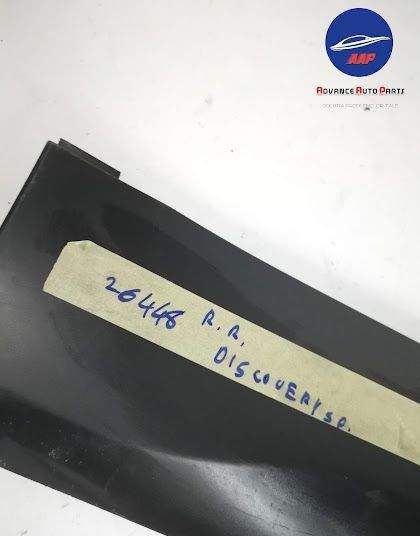 AAP
ADVANCE AUTO PARTS
26448 R.R.
DISCOVERY SP.